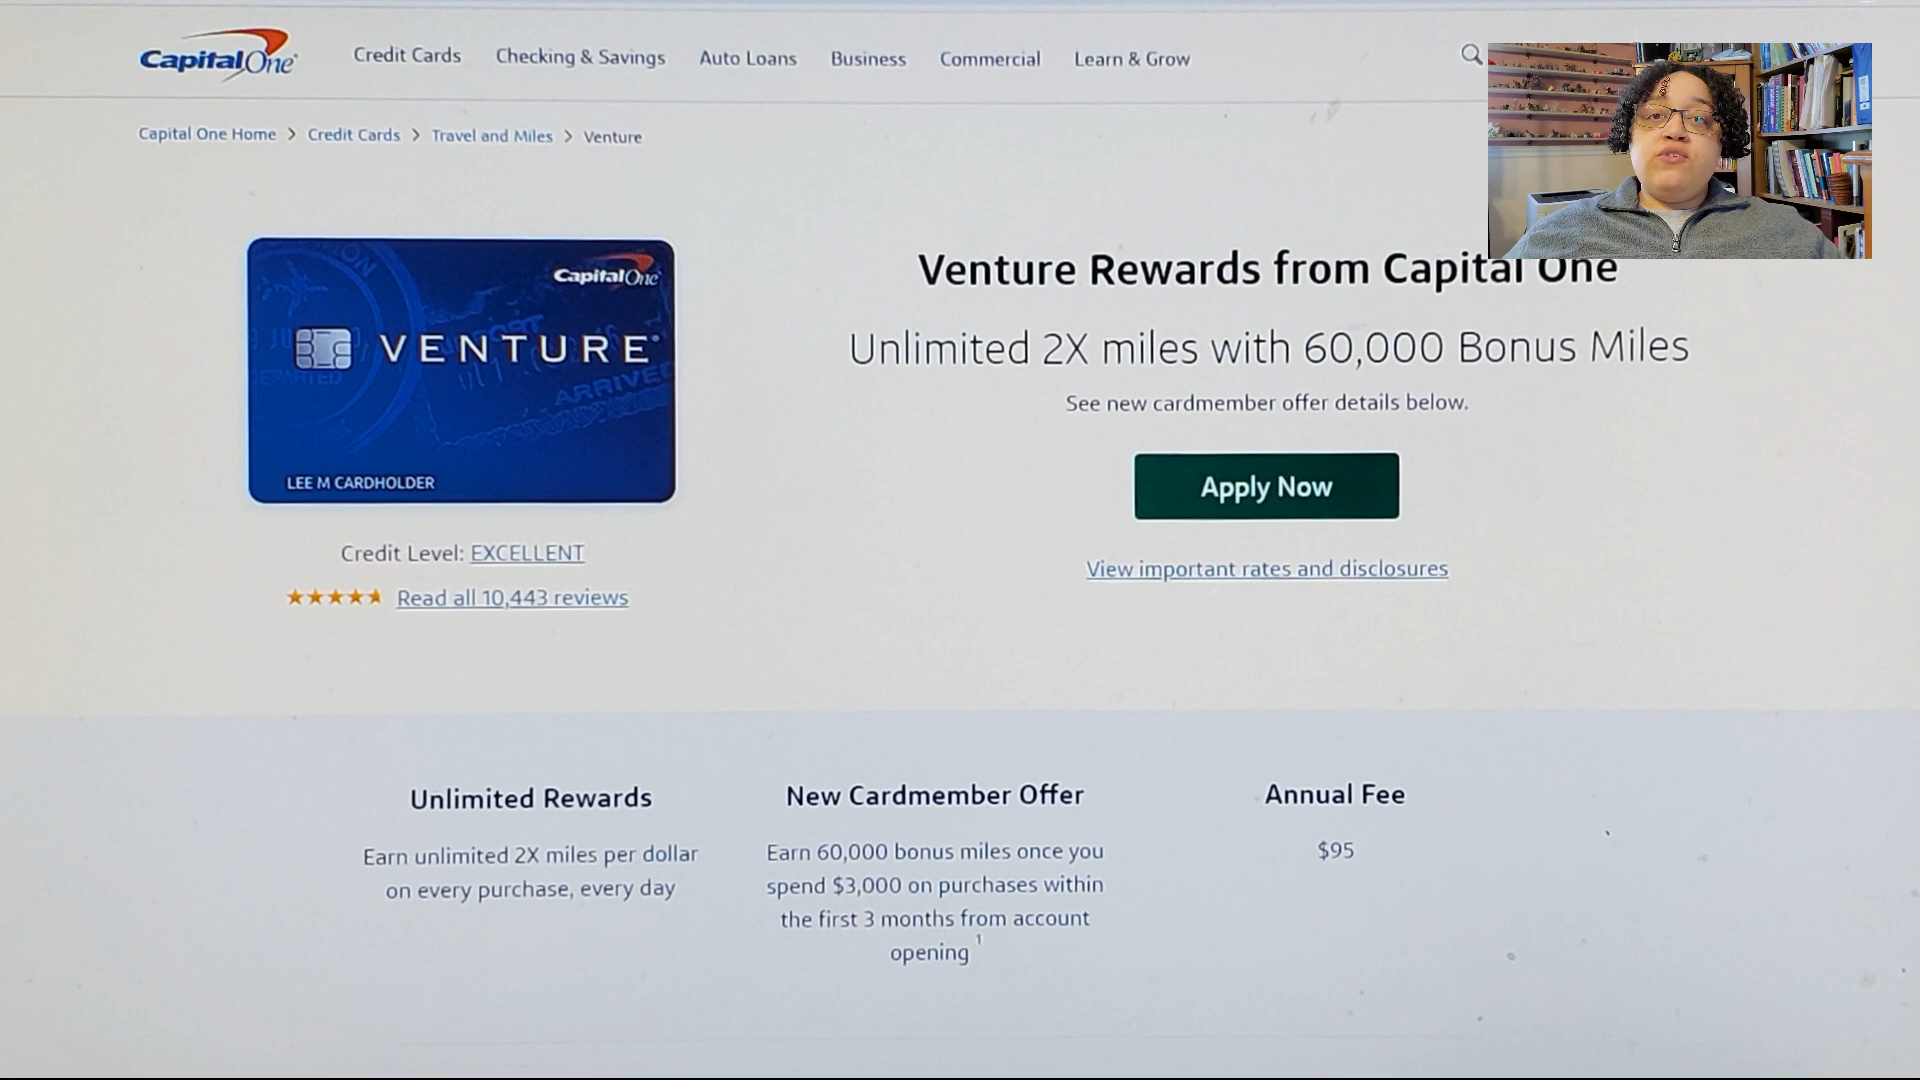 Capital One
Credit Cards Checking & Savings Auto Loans Business Commercial Learn & Grow
Capital One Home > Credit Cards > Travel and Miles > Venture
Capital One
VENTURE
ARRIVED
DEPARTED
LEE M CARDHOLDER
Credit Level: EXCELLENT
Read all 10,443 reviews
Venture Rewards from Capital One
Unlimited 2X miles with 60,000 Bonus Miles
See new cardmember offer details below.
Apply Now
View important rates and disclosures
Unlimited Rewards
Earn unlimited 2X miles per dollar
on every purchase, every day
New Cardmember Offer
Earn 60,000 bonus miles once you
spend $3,000 on purchases within
the first 3 months from account
opening 1
Annual Fee
$95